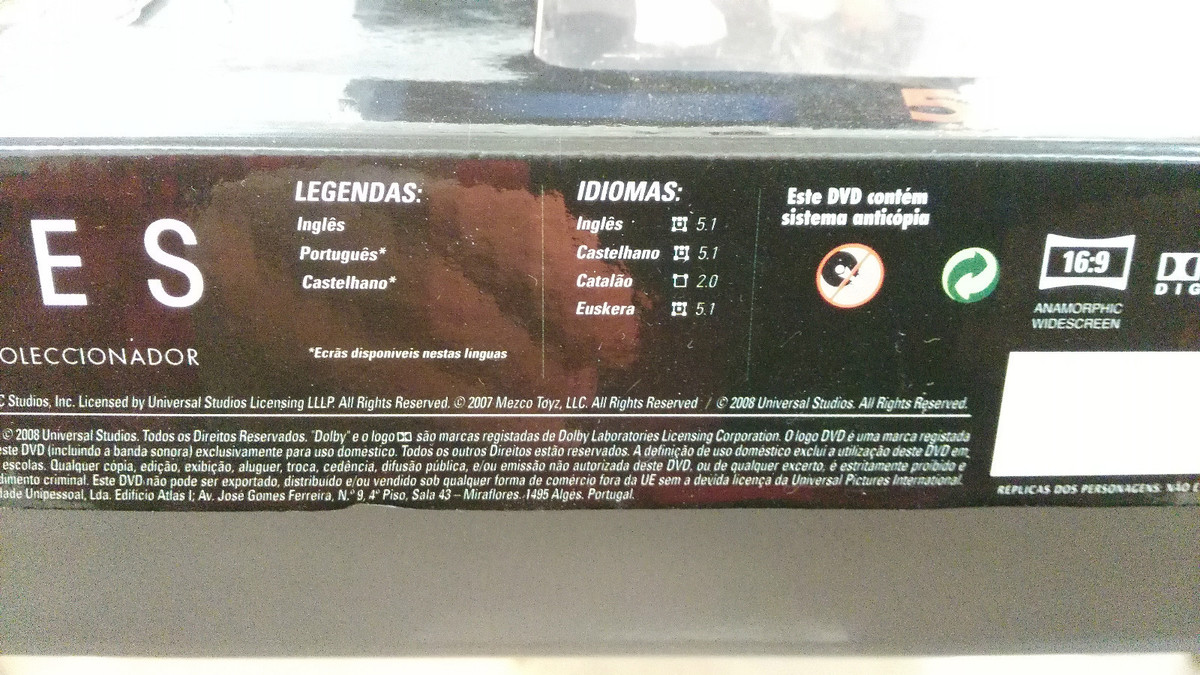 E S
OLECCIONADOR
LEGENDAS:
Inglês
Português*
Castelhano*
*Ecrãs disponiveis nestas linguas
IDIOMAS:
Inglês 5.1
Castelhano 5.1
Catalão 2.0
Euskera 5.1
Este DVD contém
sistema anticópia
16:9
ANAMORPHIC
WIDESCREEN
DIG
5
C Studios, Inc. Licensed by Universal Studios Licensing LLLP. All Rights Reserved. © 2007 Mezco Toyz, LLC. All Rights Reserved / © 2008 Universal Studios. All Rights Reserved.
© 2008 Universal Studios. Todos os Direitos Reservados. "Dolby" e o logo são marcas registadas de Dolby Laboratories Licensing Corporation. O logo DVD é uma marca registada
este DVD (incluindo a banda sonora) exclusivamente para uso doméstico. Todos os outros Direitos estão reservados. A definição de uso doméstico exclui a utilização deste DVD em
escolas. Qualquer cópia, edição, exibição, aluguer, troca, cedência, difusão pública, e/ou emissão não autorizada deste DVD, ou de qualquer excerto, é estritamente proibido e
dimento criminal. Este DVD não pode ser exportado, distribuido e/ou vendido sob qualquer forma de comércio fora da UE sem a devida licença da Universal Pictures International.
dade Unipessoal, Lda. Edificio Atlas I; Av. José Gomes Ferreira, N.º 9, 4º Piso, Sala 43 – Miraflores. 1495 Algés. Portugal.
RÉPLICAS DOS PERSONAGENS. NÃO E